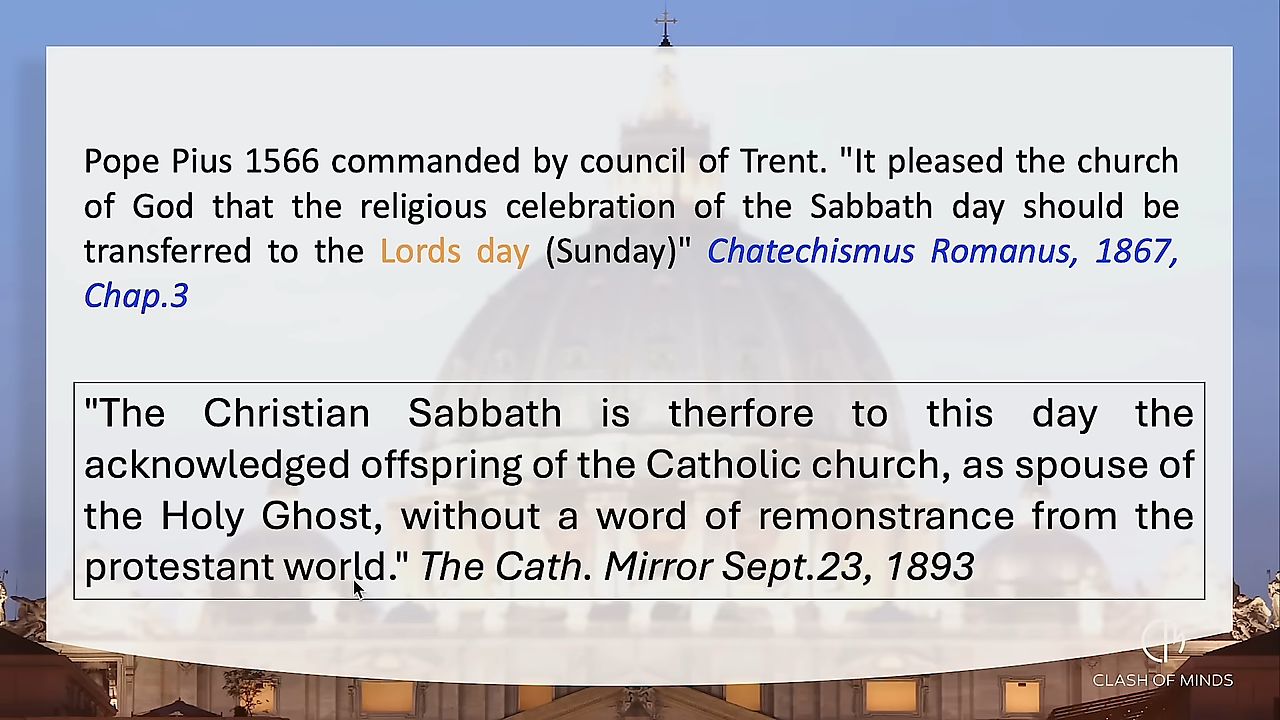 Pope Pius 1566 commanded by council of Trent. "It pleased the church
of God that the religious celebration of the Sabbath day should be
transferred to the Lords day (Sunday)" Chatechismus Romanus, 1867,
Chap.3
"The Christian Sabbath is therfore to this day the
acknowledged offspring of the Catholic church, as spouse of
the Holy Ghost, without a word of remonstrance from the
protestant world." The Cath. Mirror Sept.23, 1893
CLASH OF MINDS